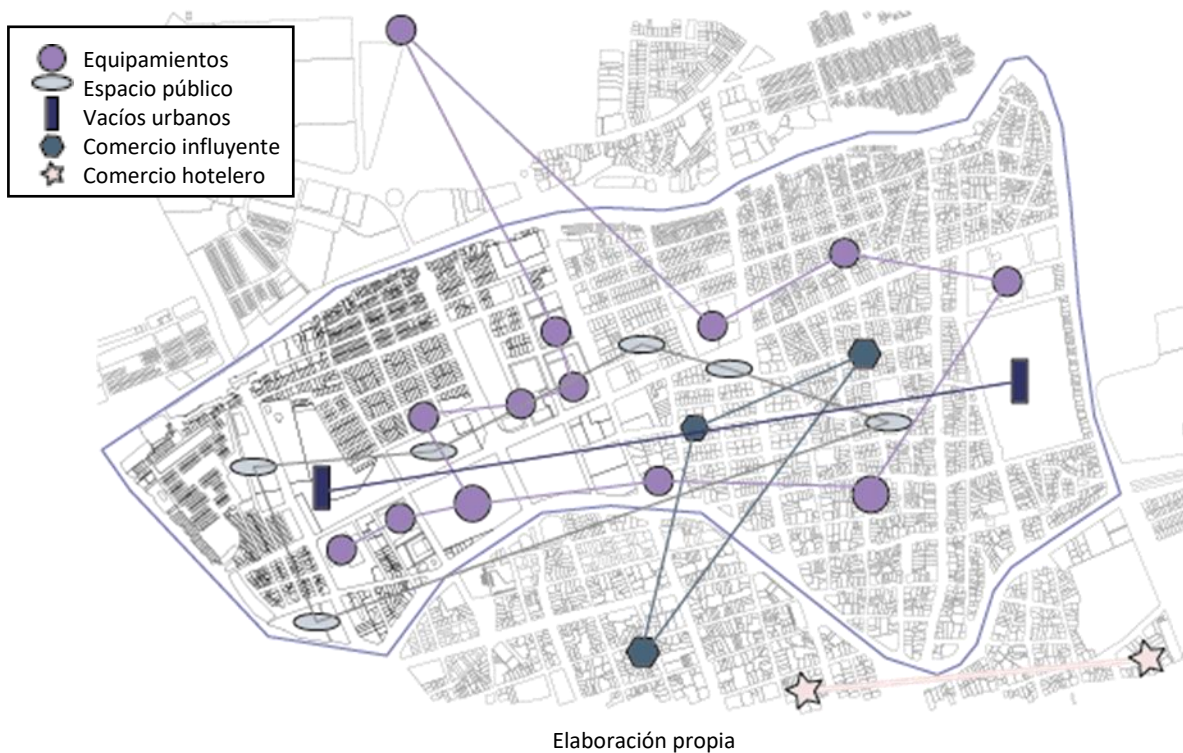 Equipamientos
Espacio público
Vacíos urbanos
Comercio influyente
Comercio hotelero
Elaboración propia